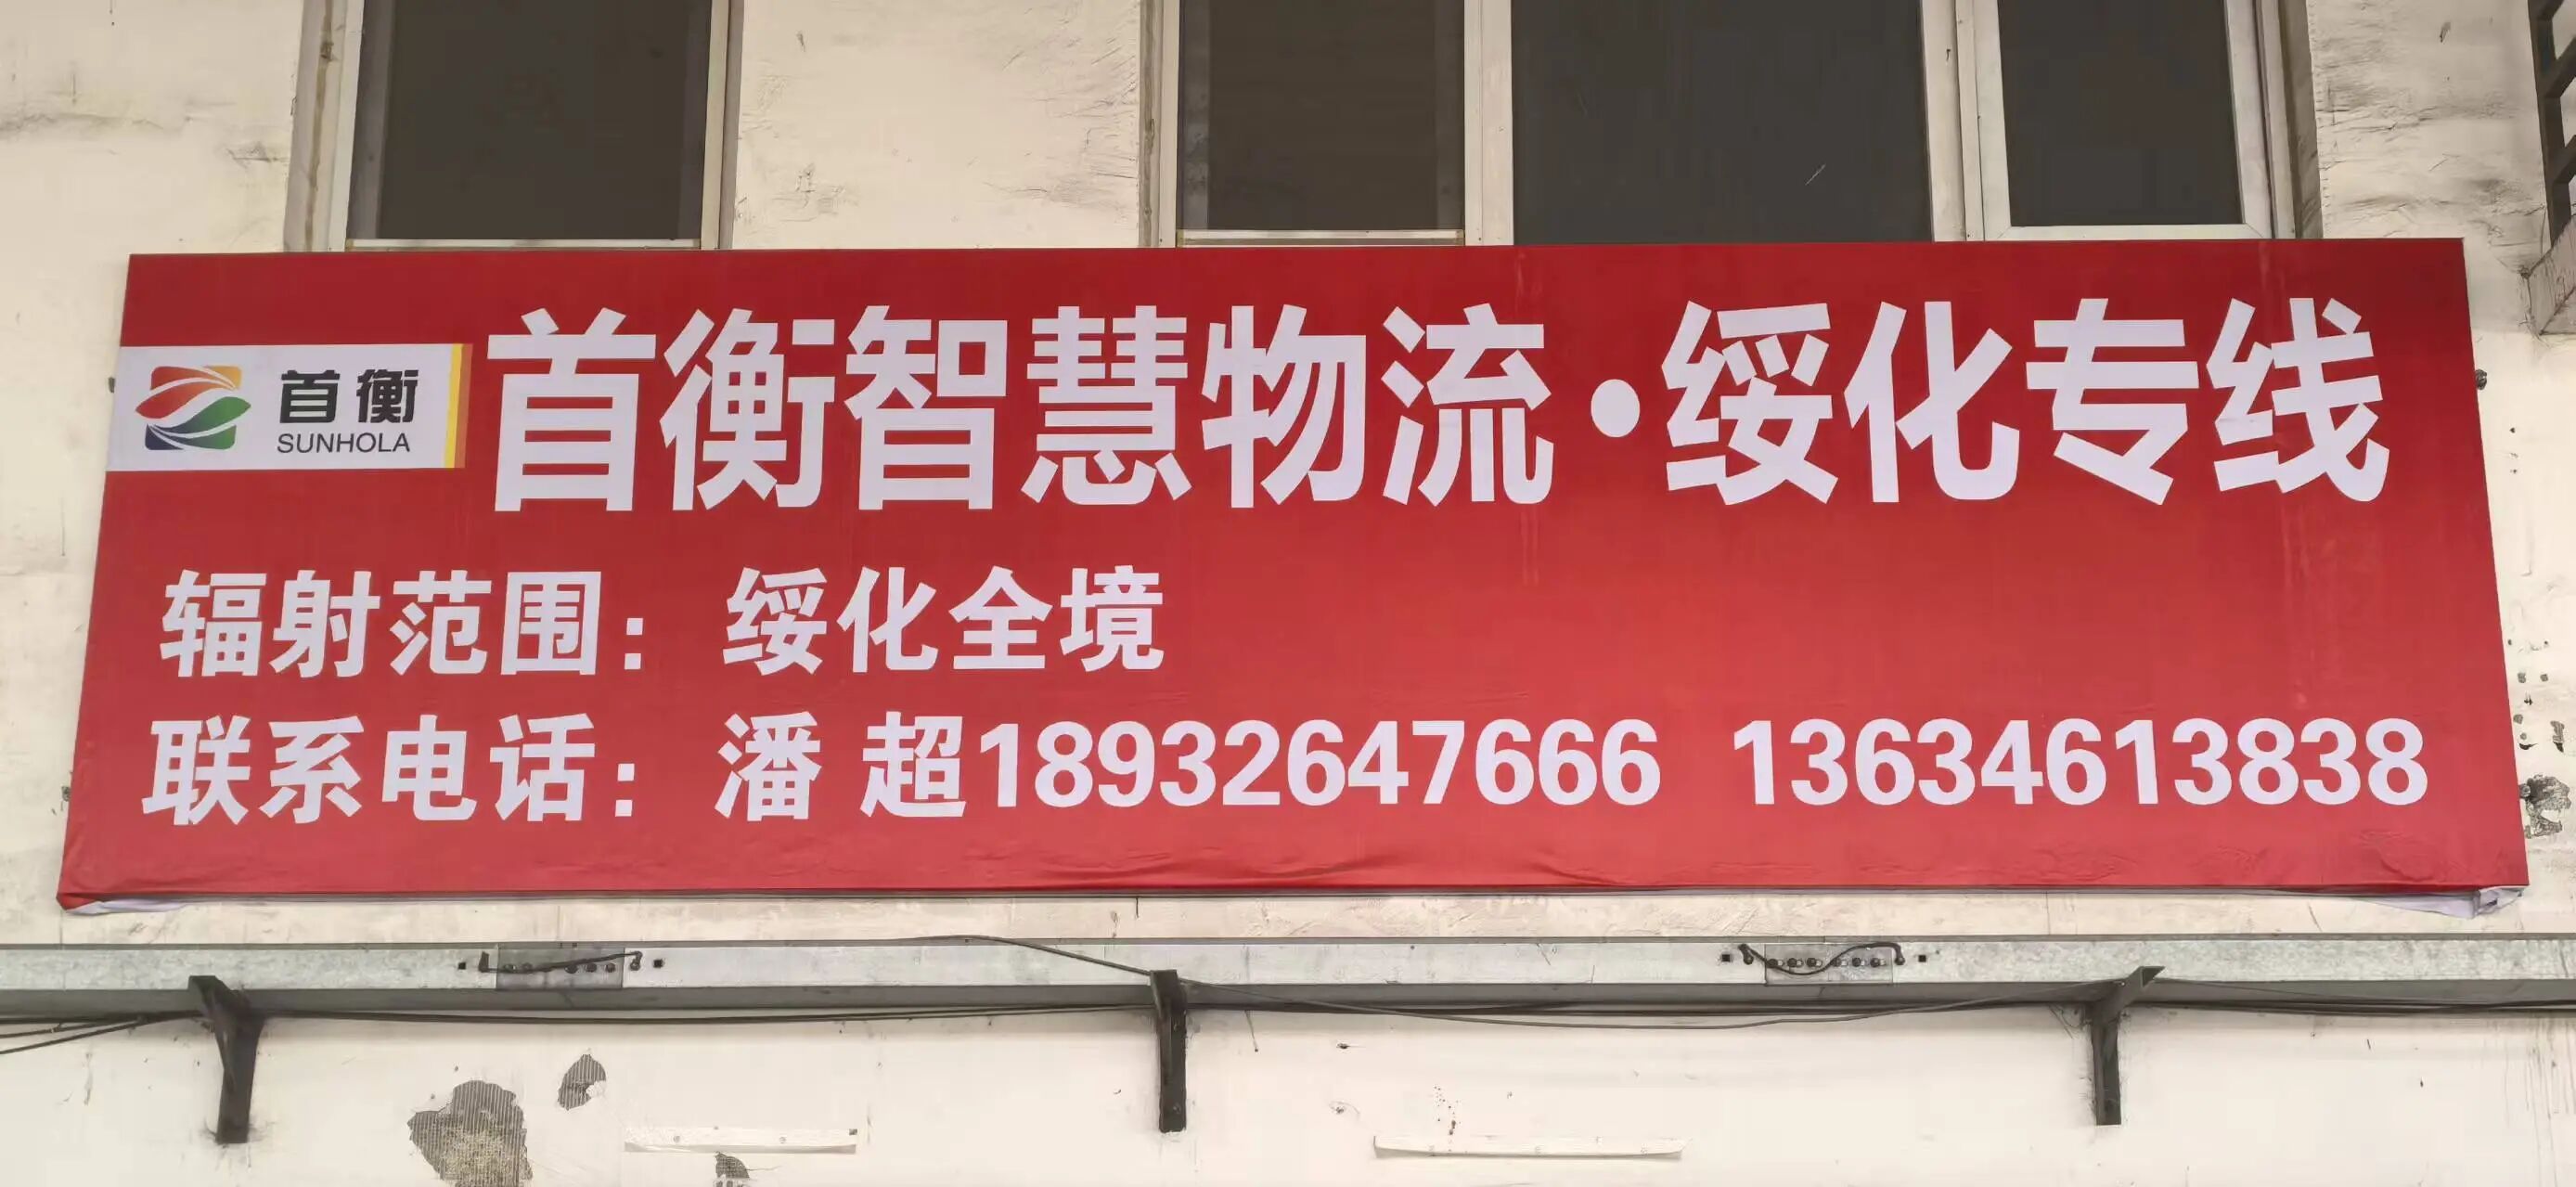 首衡
SUNHOLA
首衡智慧物流·绥化专线
辐射范围：绥化全境
联系电话：潘 超18932647666 13634613838